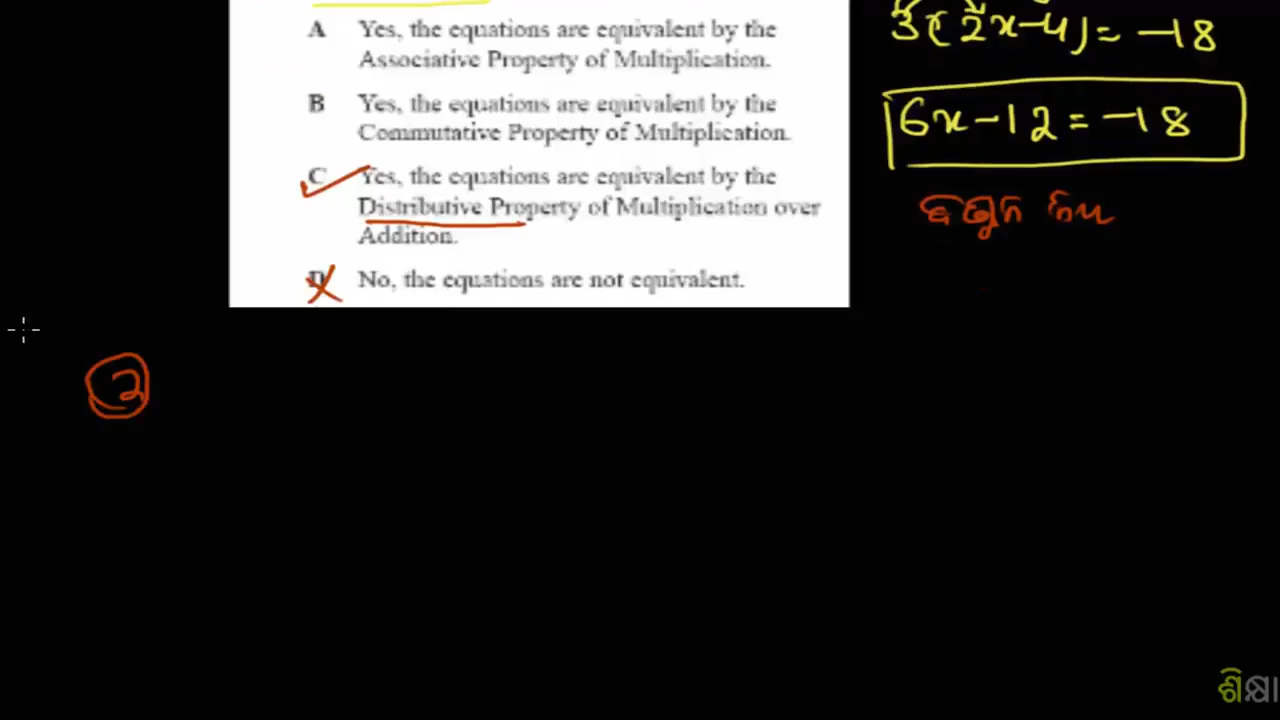 A Yes, the equations are equivalent by the
Associative Property of Multiplication.
B Yes, the equations are equivalent by the
Commutative Property of Multiplication.
C Yes, the equations are equivalent by the
Distributive Property of Multiplication over
Addition.
D No, the equations are not equivalent.
3(2x-4)=-18
6x-12=-18
ବଣ୍ଟନ ନିୟମ
2
ଶିକ୍ଷା